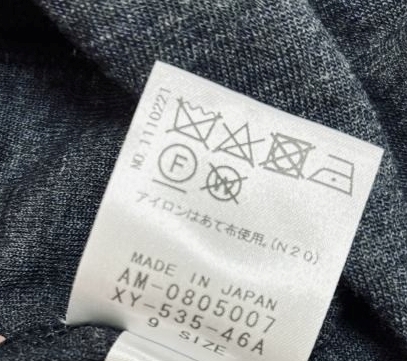 NO.1110221
F
W
アイロンはあて布使用。(N20)
MADE IN JAPAN
AM-0805007
XY-535-46A
9 SIZE